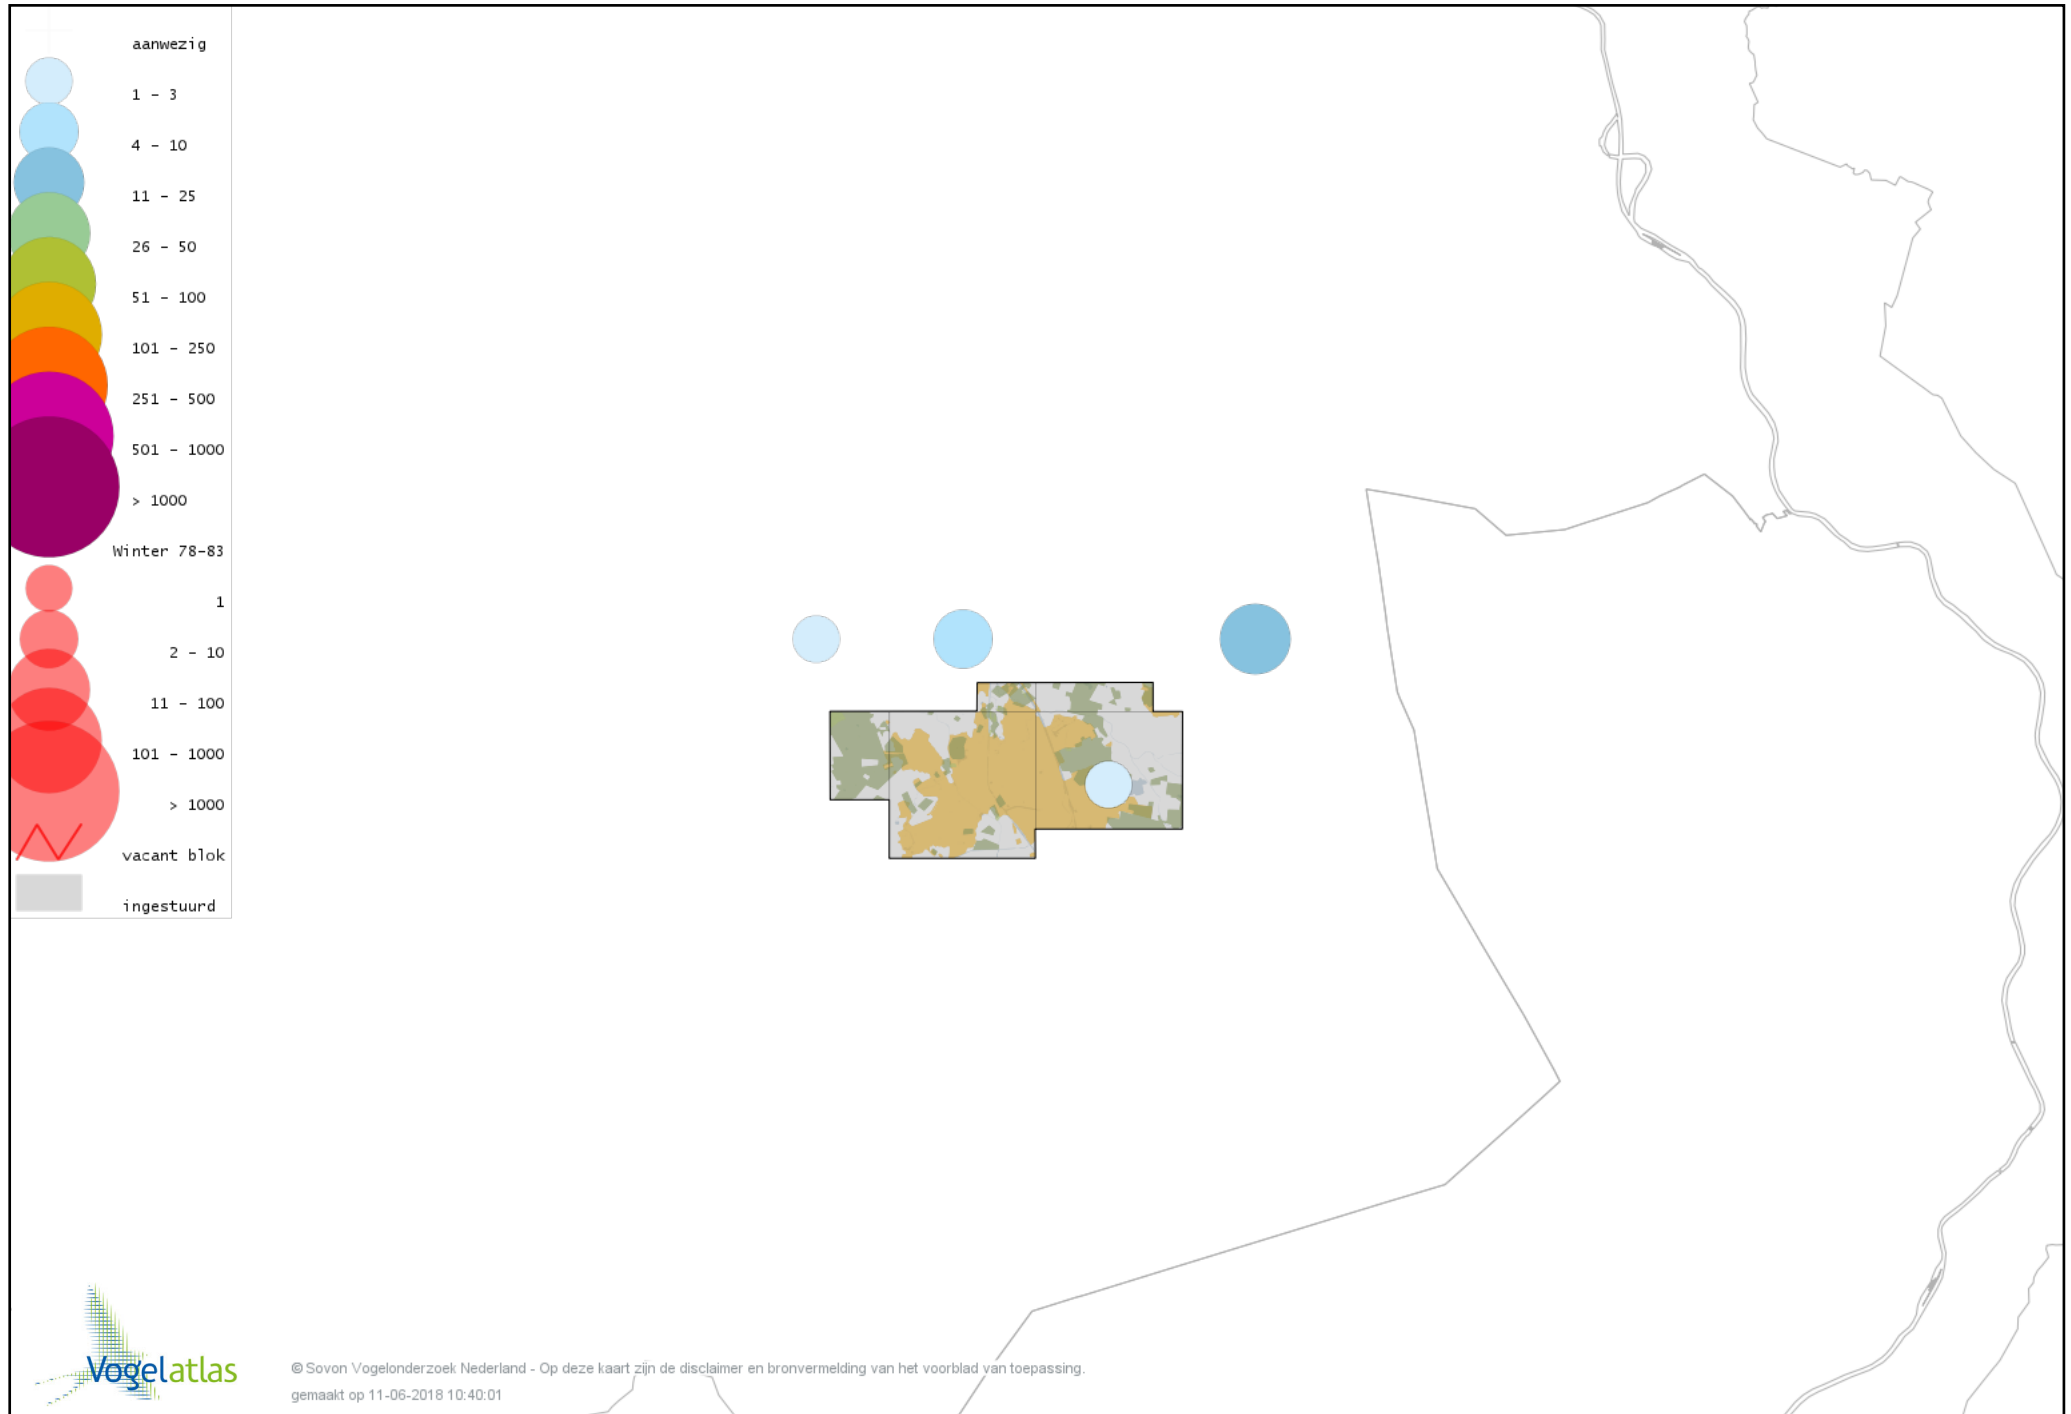 aanwezig
1 - 3
4 - 10
11 - 25
26 - 50
51 - 100
101 - 250
251 - 500
501 - 1000
> 1000
Winter 78-83
1
2 - 10
11 - 100
101 - 1000
> 1000
vacant blok
ingestuurd
Vogelatlas
© Sovon Vogelonderzoek Nederland - Op deze kaart zijn de disclaimer en bronvermelding van het voorblad van toepassing.
gemaakt op 11-06-2018 10:40:01